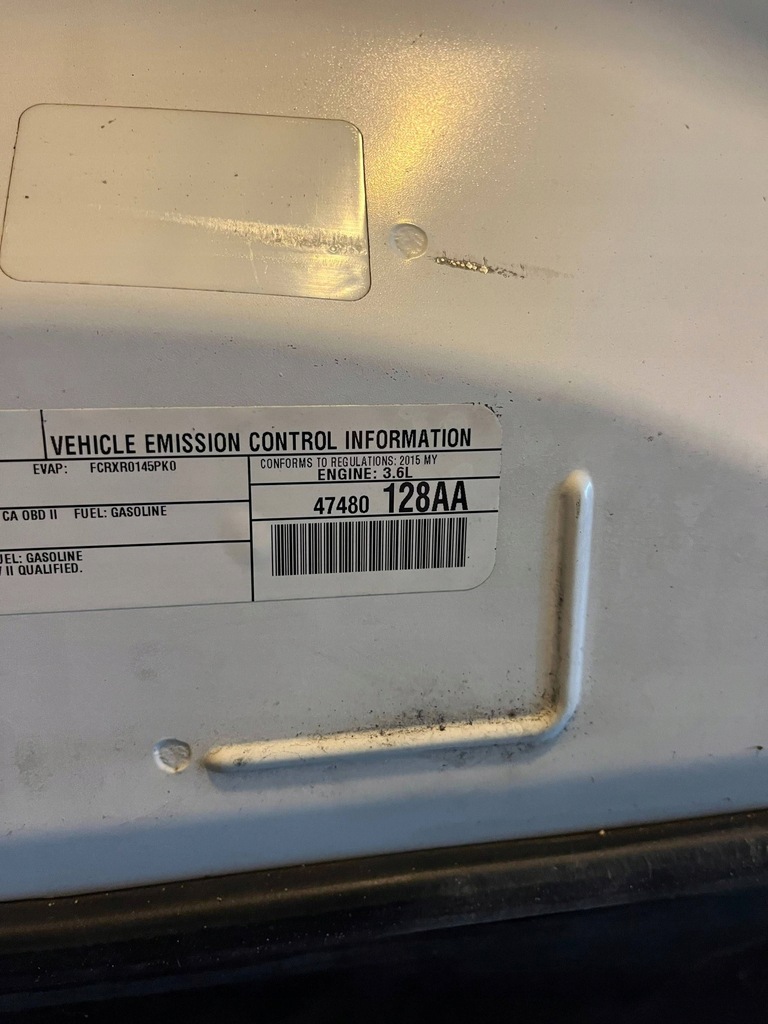 VEHICLE EMISSION CONTROL INFORMATION
EVAP: FCRXR0145PK0
CONFORMS TO REGULATIONS: 2015 MY
ENGINE: 3.6L
CA OBD II FUEL: GASOLINE
47480 128AA
GASOLINE
II QUALIFIED.